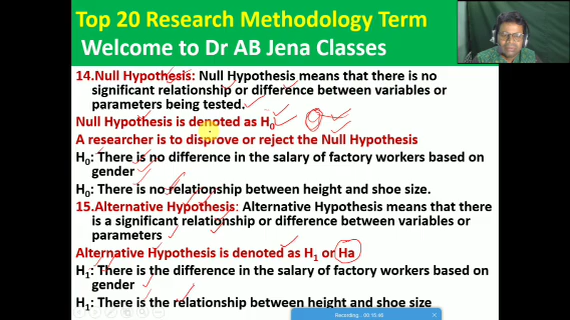 Top 20 Research Methodology Term
Welcome to Dr AB Jena Classes
14.Null Hypothesis: Null Hypothesis means that there is no
significant relationship or difference between variables or
parameters being tested.
Null Hypothesis is denoted as H0
A researcher is to disprove or reject the Null Hypothesis
H0: There is no difference in the salary of factory workers based on
gender
H0: There is no relationship between height and shoe size.
15.Alternative Hypothesis: Alternative Hypothesis means that there
is a significant relationship or difference between variables or
parameters
Alternative Hypothesis is denoted as H1 or Ha
H1: There is the difference in the salary of factory workers based on
gender
H1: There is the relationship between height and shoe size
Recording... 00:15:46